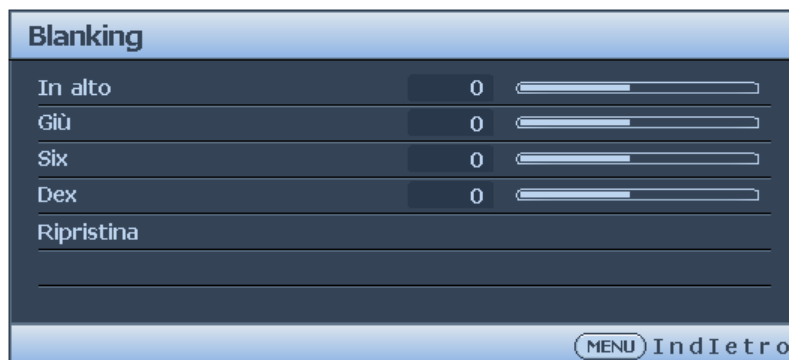 Blanking
In alto 0
Giù 0
Six 0
Dex 0
Ripristina
MENU IndIetro